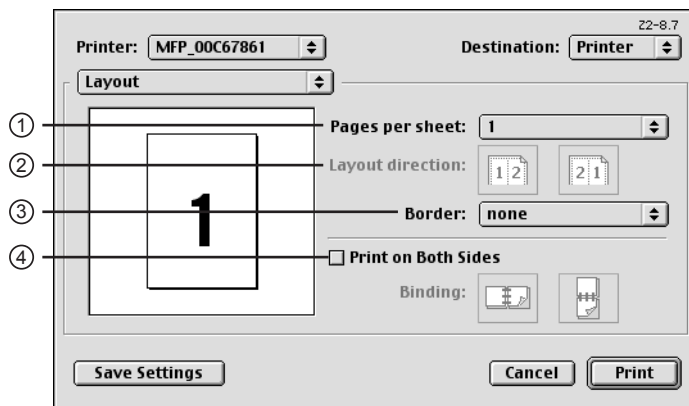 Z2-8.7
Printer: MFP_00C67861 Destination: Printer
Layout
① Pages per sheet: 1
② Layout direction: 1 2 2 1
③ Border: none
1
④ Print on Both Sides
Binding:
Save Settings Cancel Print